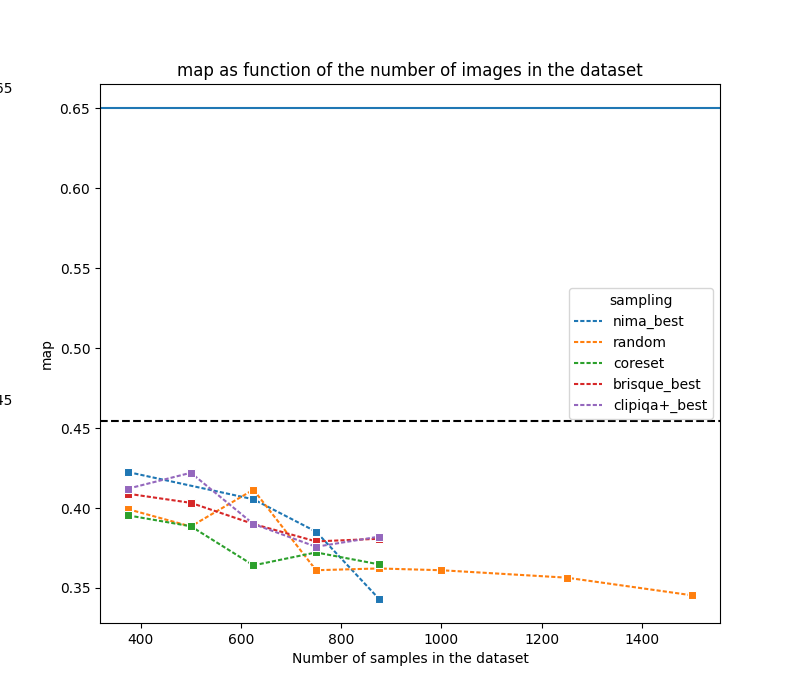 map as function of the number of images in the dataset
65
0.65
0.60
0.55
0.50
0.45
0.40
0.35
45
map
sampling
nima_best
random
coreset
brisque_best
clipiqa+_best
400 600 800 1000 1200 1400
Number of samples in the dataset